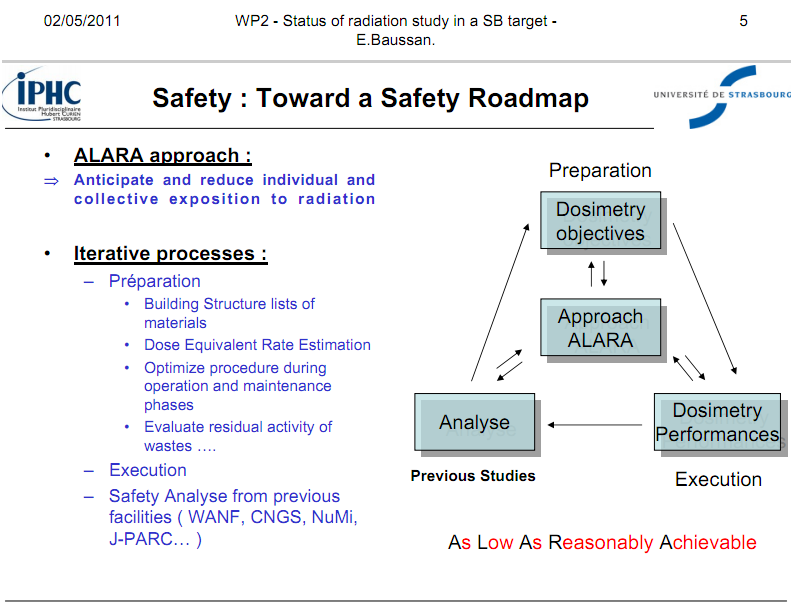 02/05/2011
WP2 - Status of radiation study in a SB target -
E.Baussan.
5
IPHC
Institut Pluridisciplinaire
Hubert CURIEN
STRASBOURG
Safety : Toward a Safety Roadmap
UNIVERSITÉ DE STRASBOURG
• ALARA approach :
⇒ Anticipate and reduce individual and
collective exposition to radiation
• Iterative processes :
– Préparation
• Building Structure lists of
materials
• Dose Equivalent Rate Estimation
• Optimize procedure during
operation and maintenance
phases
• Evaluate residual activity of
wastes ….
– Execution
– Safety Analyse from previous
facilities ( WANF, CNGS, NuMi,
J-PARC… )
Preparation
Dosimetry
objectives
Approach
ALARA
Analyse
Dosimetry
Performances
Previous Studies
Execution
As Low As Reasonably Achievable